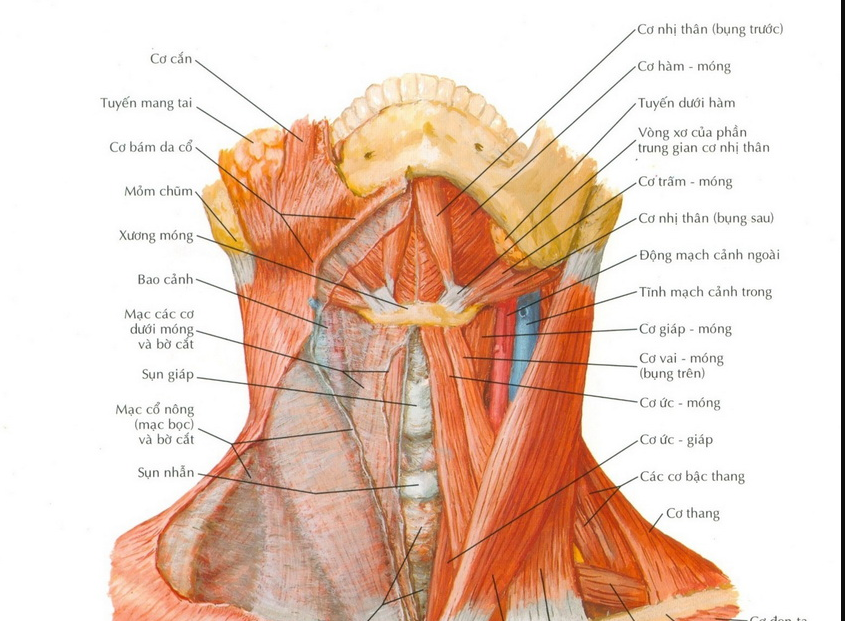 Cơ cắn
Tuyến mang tai
Cơ bám da cổ
Mỏm chũm
Xương móng
Bao cảnh
Mạc các cơ
dưới móng
và bờ cắt
Sụn giáp
Mạc cổ nông
(mạc bọc)
và bờ cắt
Sụn nhẫn
Cơ nhị thân (bụng trước)
Cơ hàm - móng
Tuyến dưới hàm
Vòng xơ của phần
trung gian cơ nhị thân
Cơ trâm - móng
Cơ nhị thân (bụng sau)
Động mạch cảnh ngoài
Tĩnh mạch cảnh trong
Cơ giáp - móng
Cơ vai - móng
(bụng trên)
Cơ ức - móng
Cơ ức - giáp
Các cơ bậc thang
Cơ thang